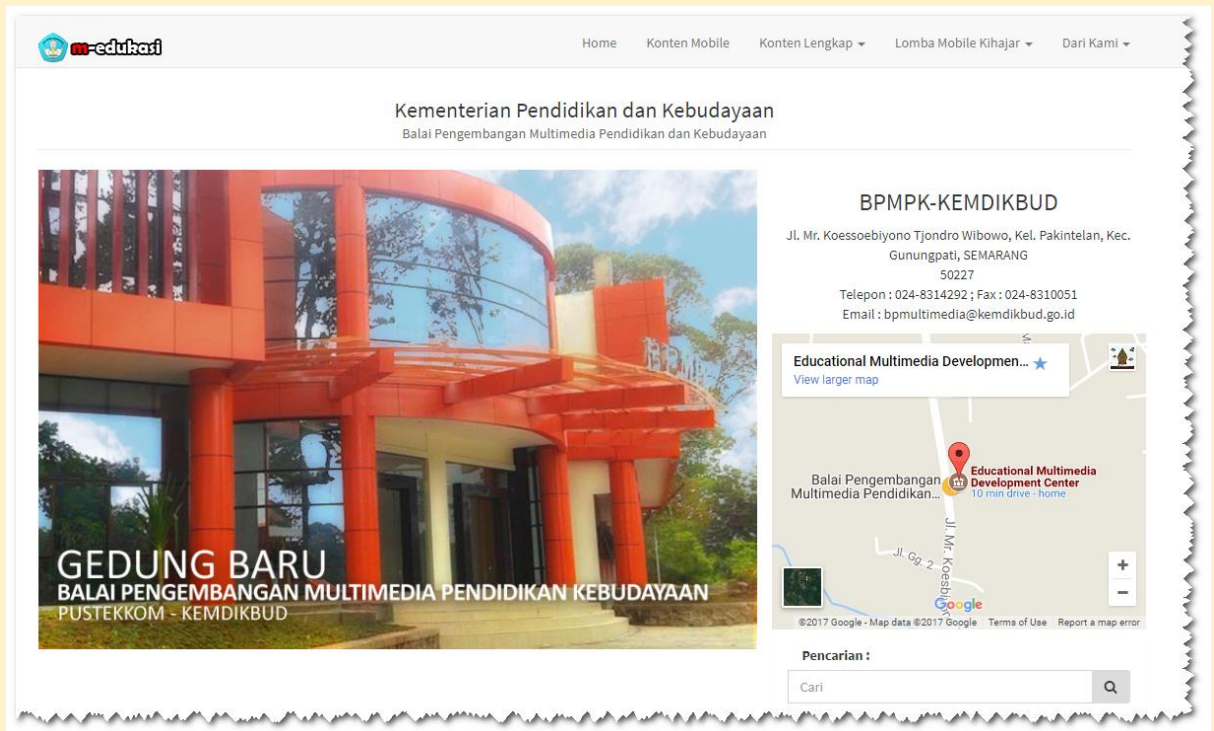 m-edukasi
Home Konten Mobile Konten Lengkap Lomba Mobile Kihajar Dari Kami
Kementerian Pendidikan dan Kebudayaan
Balai Pengembangan Multimedia Pendidikan dan Kebudayaan
GEDUNG BARU
BALAI PENGEMBANGAN MULTIMEDIA PENDIDIKAN KEBUDAYAAN
PUSTEKKOM - KEMDIKBUD
BPMPK-KEMDIKBUD
Jl. Mr. Koessoebiyono Tjondro Wibowo, Kel. Pakintelan, Kec.
Gunungpati, SEMARANG
50227
Telepon : 024-8314292 ; Fax : 024-8310051
Email : bpmultimedia@kemdikbud.go.id
Educational Multimedia Developmen...
View larger map
Educational Multimedia
Development Center
10 min drive - home
Balai Pengembangan
Multimedia Pendidikan...
Jl. Gg. 2
Jl. Mr. Koesbi
Google
©2017 Google - Map data ©2017 Google Terms of Use Report a map error
Pencarian :
Cari